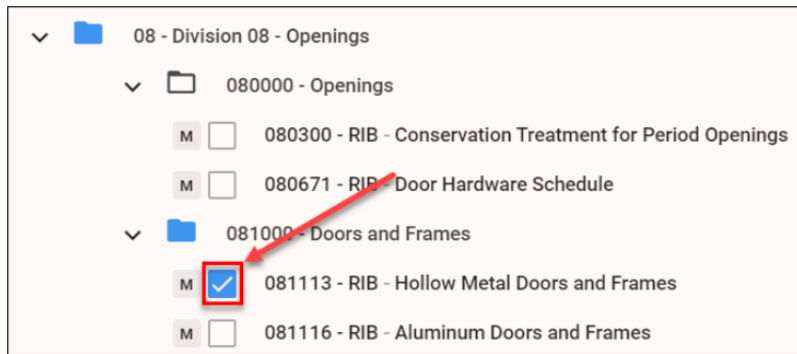 08 - Division 08 - Openings
080000 - Openings
M 080300 - RIB - Conservation Treatment for Period Openings
M 080671 - RIB - Door Hardware Schedule
081000 - Doors and Frames
M 081113 - RIB - Hollow Metal Doors and Frames
M 081116 - RIB - Aluminum Doors and Frames